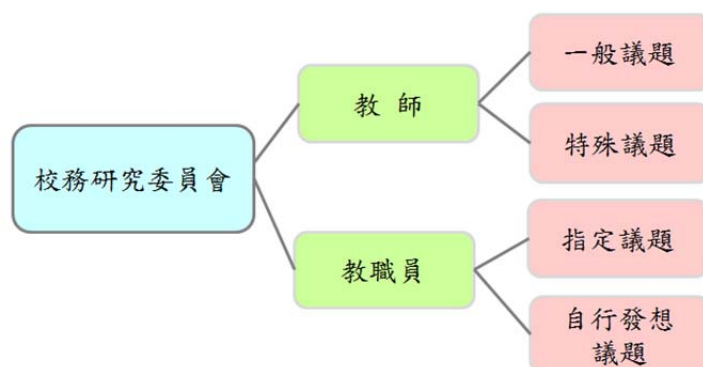 校務研究委員會
教 師
教職員
一般議題
特殊議題
指定議題
自行發想
議題